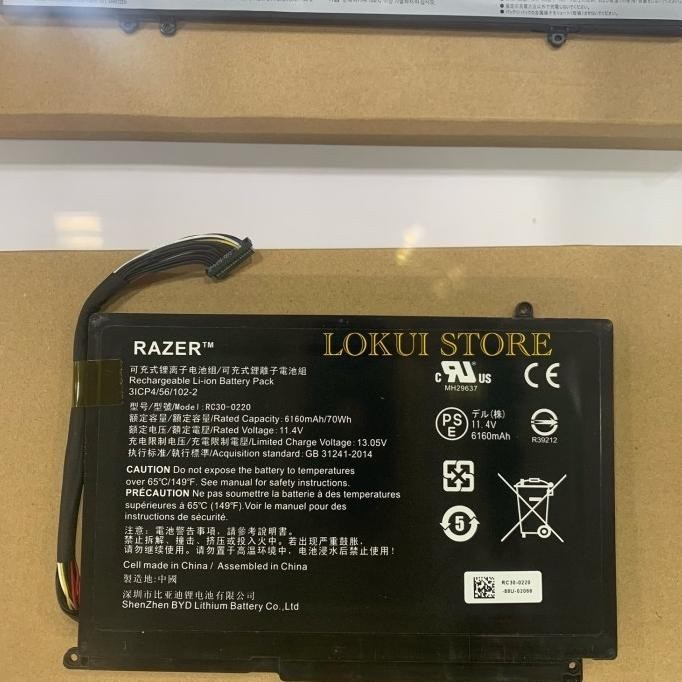 RAZER™
LOKUI STORE
可充式锂离子电池组/可充式鋰離子電池組
Rechargeable Li-ion Battery Pack
3ICP4/56/102-2
型号/型號/Model: RC30-0220
额定容量/額定容量/Rated Capacity: 6160mAh/70Wh
额定电压/額定電壓/Rated Voltage: 11.4V
充电限制电压/充電限制電壓/Limited Charge Voltage: 13.05V
执行标准/執行標準/Acquisition standard: GB 31241-2014
CAUTION Do not expose the battery to temperatures
over 65℃/149°F. See manual for safety instructions.
PRÉCAUTION Ne pas soumettre la batterie à des temperatures
supérieures à 65℃ (149°F).Voir le manuel pour des
instructions de sécurité.
注意: 電池警告事項, 請參考說明書。
禁止拆解、撞击、挤压或投入火中。若出现严重鼓胀,
请勿继续使用。请勿置于高温环境中, 电池浸水后禁止使用。
Cell made in China / Assembled in China
製造地:中國
深圳市比亚迪锂电池有限公司
ShenZhen BYD Lithium Battery Co.,Ltd
c RU US
MH29637
CE
PS
E
デル(株)
11.4V
6160mAh
R39212
5
RC30-0220